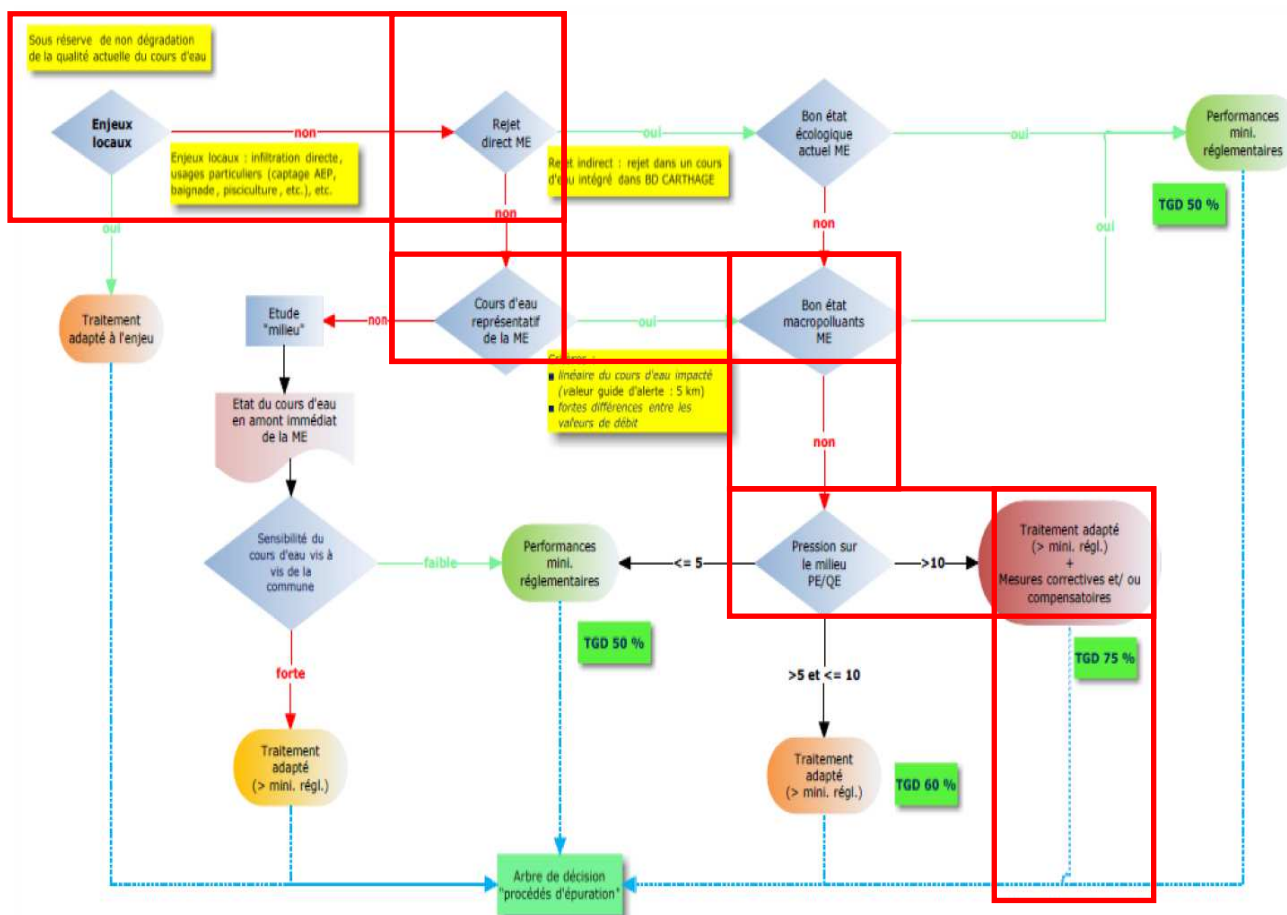 Sous réserve de non dégradation
de la qualité actuelle du cours d'eau
Enjeux
locaux
non
Rejet
direct ME
oui
Bon état
écologique
actuel ME
oui
Performances
mini.
réglementaires
Enjeux locaux : infiltration directe,
usages particuliers (captage AEP,
baignade, pisciculture, etc.), etc.
Rejet indirect : rejet dans un cours
d'eau intégré dans BD CARTHAGE
TGD 50 %
oui
non
non
oui
Traitement
adapté à l'enjeu
Etude
"milieu"
non
Cours d'eau
représentatif
de la ME
oui
Bon état
macropolluants
ME
Critères :
■ linéaire du cours d'eau impacté
(valeur guide d'alerte : 5 km)
■ fortes différences entre les
valeurs de débit
Etat du cours d'eau
en amont immédiat
de la ME
non
Sensibilité du
cours d'eau vis à
vis de la
commune
faible
Performances
mini.
réglementaires
<= 5
Pression sur
le milieu
PE/QE
>10
Traitement adapté
(> mini. régl.)
+
Mesures correctives et/ ou
compensatoires
TGD 50 %
TGD 75 %
forte
>5 et <= 10
Traitement
adapté
(> mini. régl.)
Traitement
adapté
(> mini. régl.)
TGD 60 %
Arbre de décision
"procédés d'épuration"